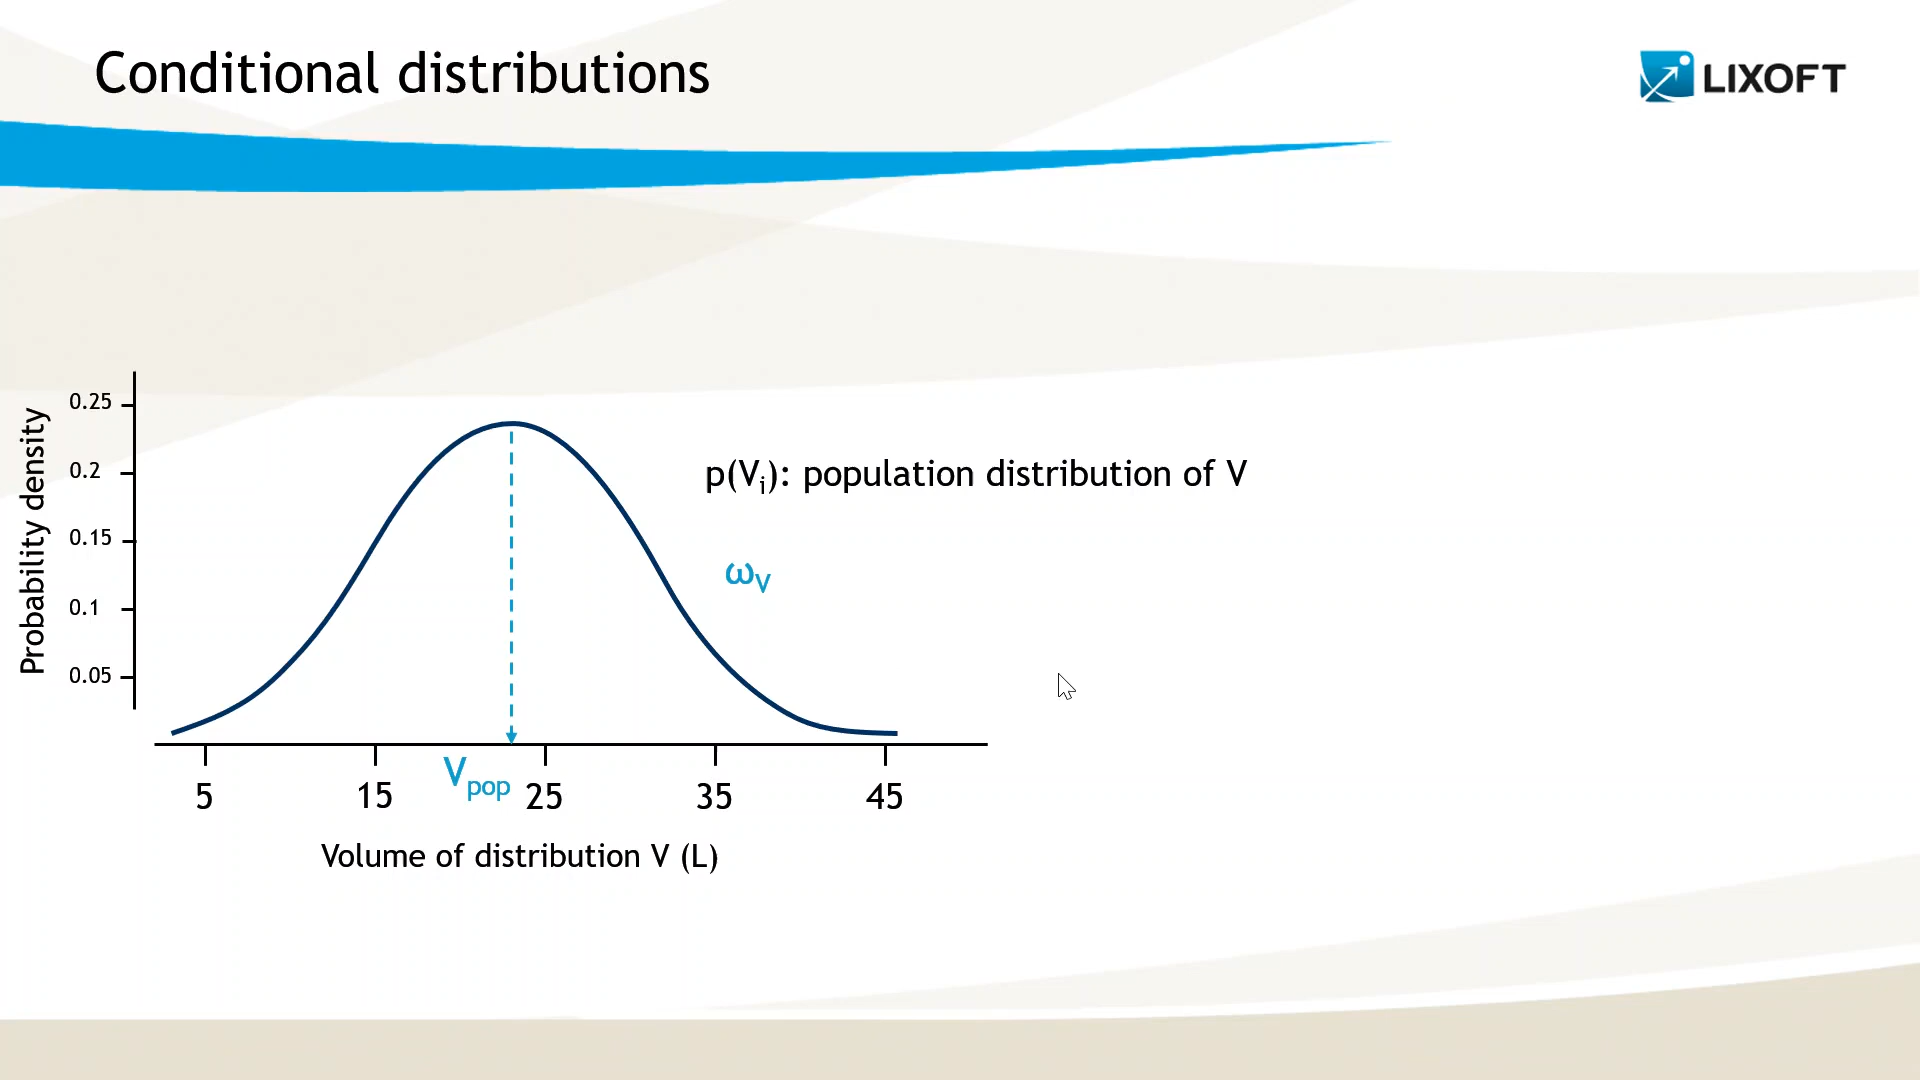 Conditional distributions
LIXOFT
Probability density
0.25
0.2
0.15
0.1
0.05
p(Vi): population distribution of V
ωV
Vpop
5 15 25 35 45
Volume of distribution V (L)